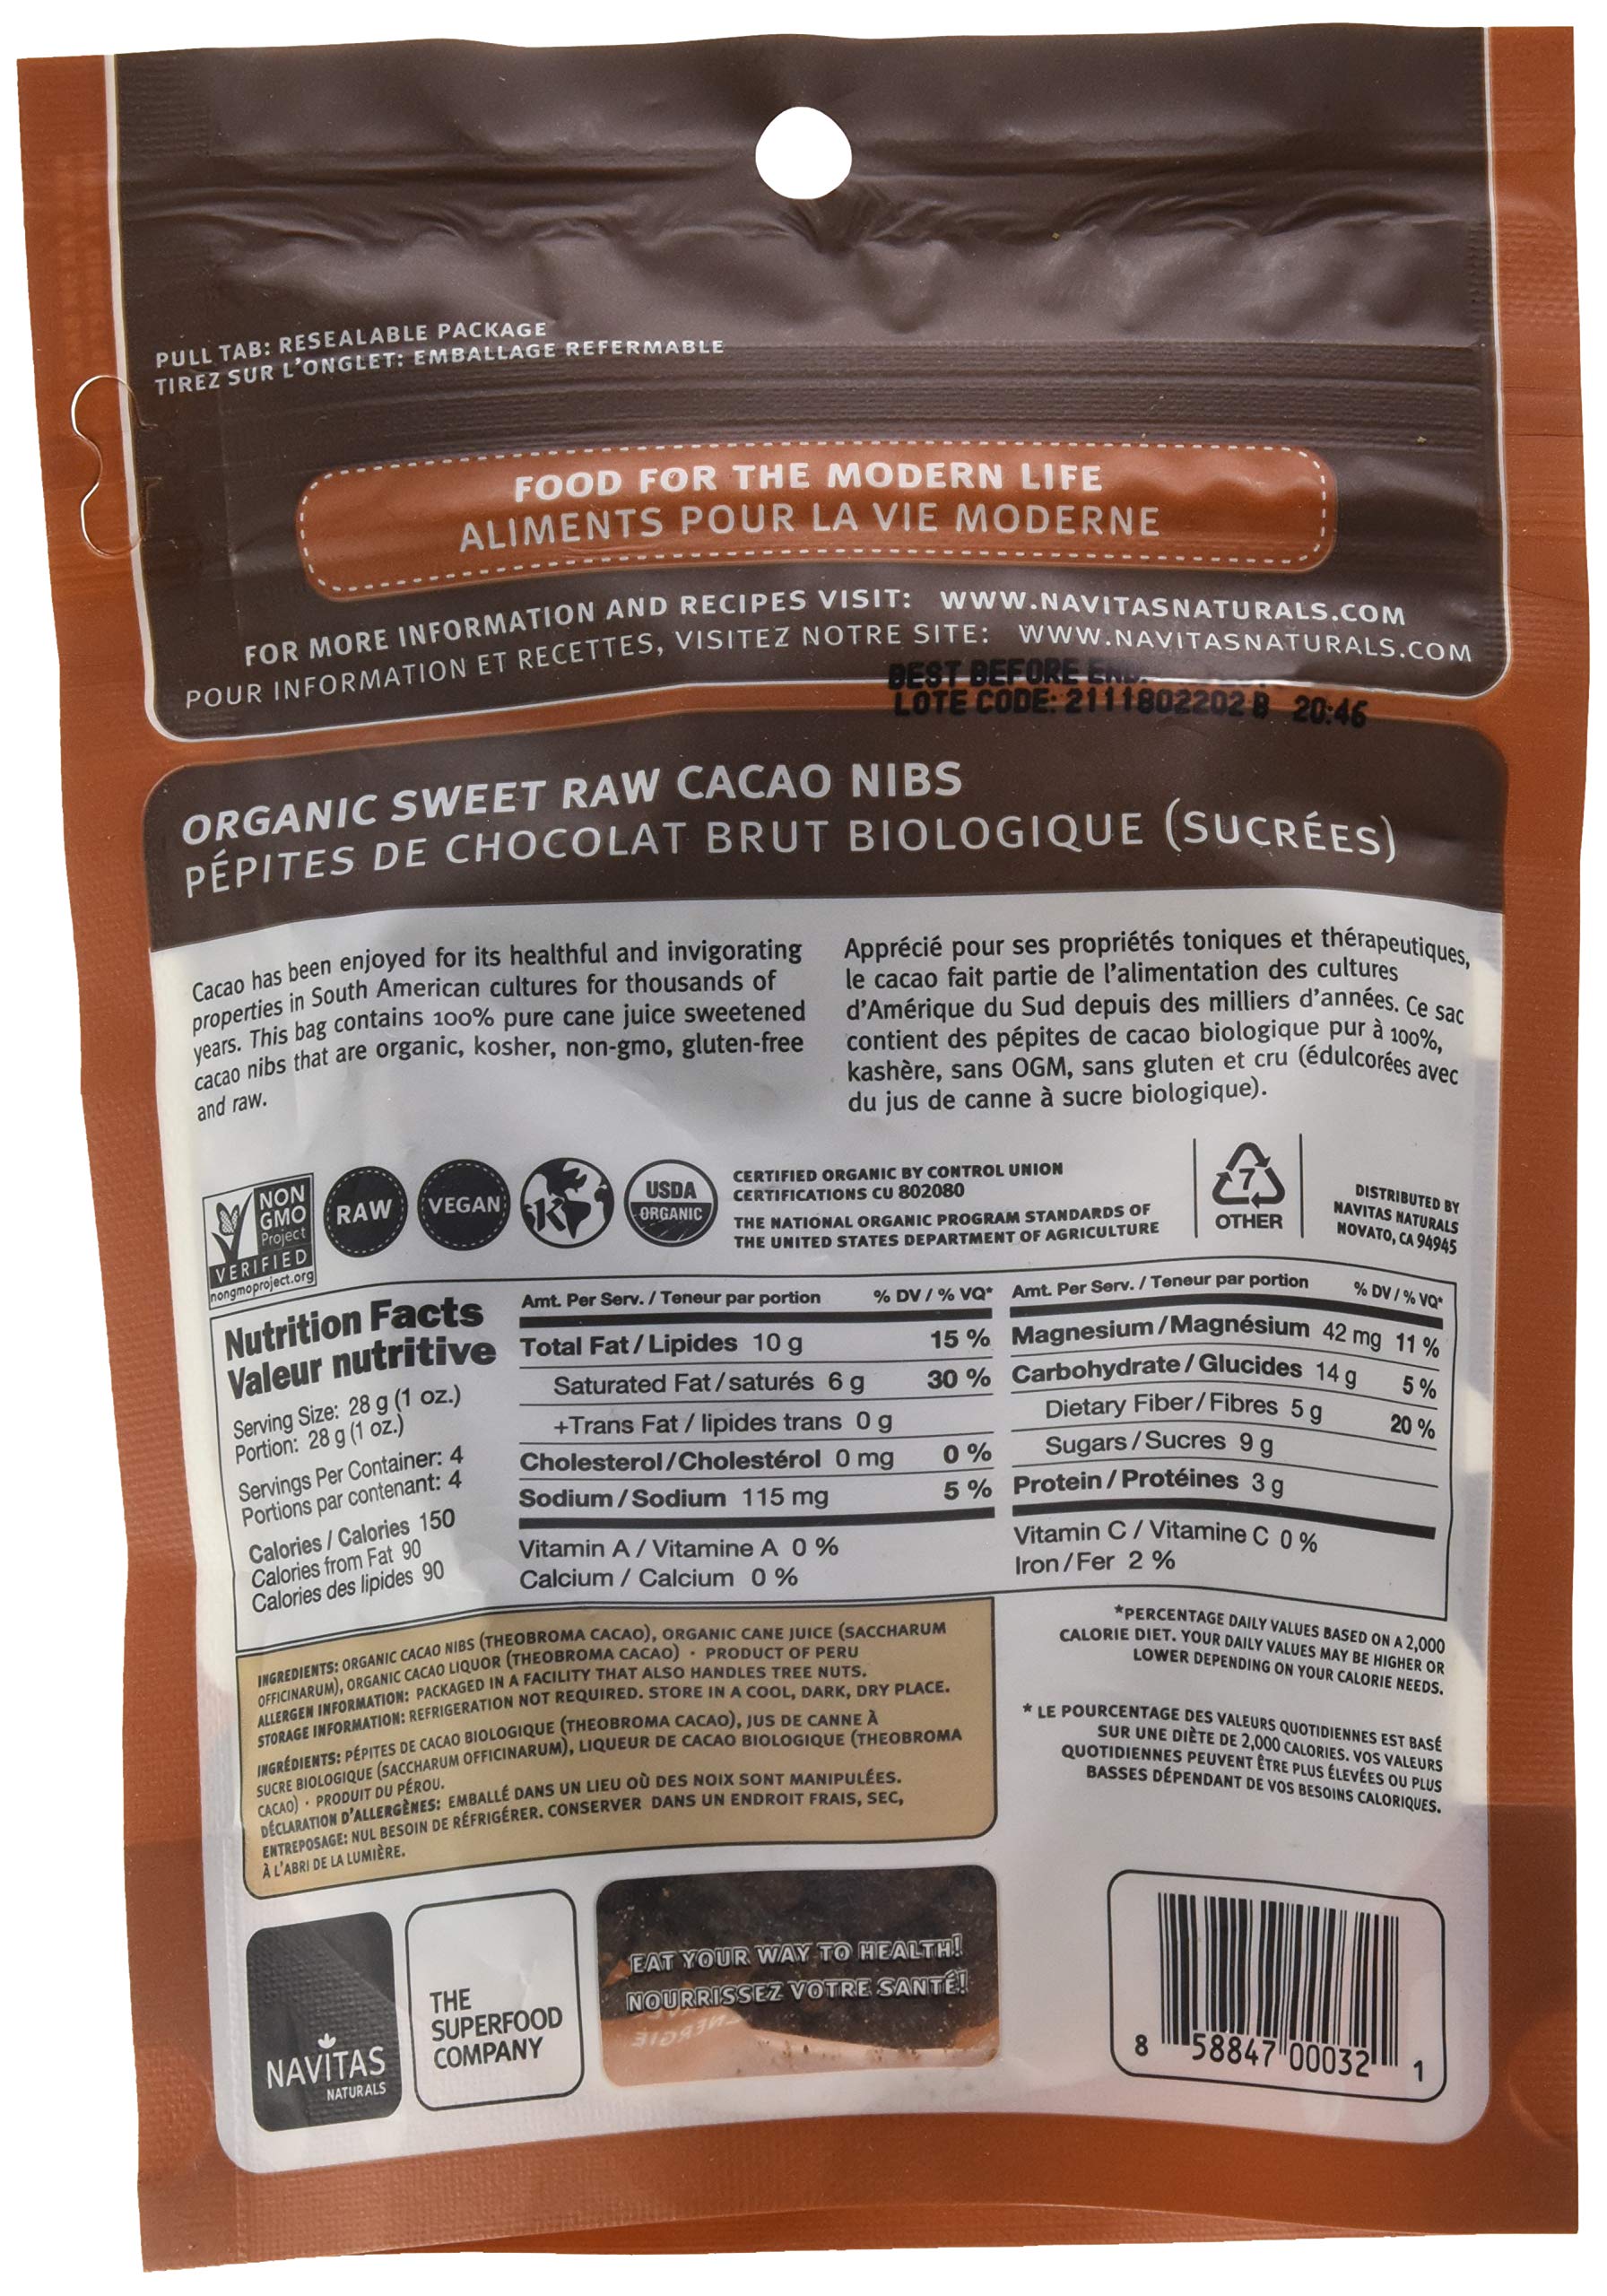 PULL TAB: RESEALABLE PACKAGE
TIREZ SUR L'ONGLET: EMBALLAGE REFERMABLE
FOOD FOR THE MODERN LIFE
ALIMENTS POUR LA VIE MODERNE
FOR MORE INFORMATION AND RECIPES VISIT: WWW.NAVITASNATURALS.COM
POUR INFORMATION ET RECETTES, VISITEZ NOTRE SITE: WWW.NAVITASNATURALS.COM
BEST BEFORE END.
LOTE CODE: 2111802202 B 20:46
ORGANIC SWEET RAW CACAO NIBS
PÉPITES DE CHOCOLAT BRUT BIOLOGIQUE (SUCRÉES)
Cacao has been enjoyed for its healthful and invigorating
properties in South American cultures for thousands of
years. This bag contains 100% pure cane juice sweetened
cacao nibs that are organic, kosher, non-gmo, gluten-free
and raw.
Apprécié pour ses propriétés toniques et thérapeutiques,
le cacao fait partie de l'alimentation des cultures
d'Amérique du Sud depuis des milliers d'années. Ce sac
contient des pépites de cacao biologique pur à 100%,
kashère, sans OGM, sans gluten et cru (édulcorées avec
du jus de canne à sucre biologique).
NON
GMO
Project
VERIFIED
nongmoproject.org
RAW
VEGAN
K
USDA
ORGANIC
CERTIFIED ORGANIC BY CONTROL UNION
CERTIFICATIONS CU 802080
THE NATIONAL ORGANIC PROGRAM STANDARDS OF
THE UNITED STATES DEPARTMENT OF AGRICULTURE
7
OTHER
DISTRIBUTED BY
NAVITAS NATURALS
NOVATO, CA 94945
Nutrition Facts
Valeur nutritive
Serving Size: 28 g (1 oz.)
Portion: 28 g (1 oz.)
Servings Per Container: 4
Portions par contenant: 4
Calories / Calories 150
Calories from Fat 90
Calories des lipides 90
Amt. Per Serv. / Teneur par portion % DV / % VQ*
Total Fat / Lipides 10 g 15 %
Saturated Fat / saturés 6 g 30 %
+Trans Fat / lipides trans 0 g
Cholesterol / Cholestérol 0 mg 0 %
Sodium / Sodium 115 mg 5 %
Vitamin A / Vitamine A 0 %
Calcium / Calcium 0 %
Amt. Per Serv. / Teneur par portion % DV / % VQ*
Magnesium / Magnésium 42 mg 11 %
Carbohydrate / Glucides 14 g 5 %
Dietary Fiber / Fibres 5 g 20 %
Sugars / Sucres 9 g
Protein / Protéines 3 g
Vitamin C / Vitamine C 0 %
Iron / Fer 2 %
INGREDIENTS: ORGANIC CACAO NIBS (THEOBROMA CACAO), ORGANIC CANE JUICE (SACCHARUM
OFFICINARUM), ORGANIC CACAO LIQUOR (THEOBROMA CACAO) · PRODUCT OF PERU
ALLERGEN INFORMATION: PACKAGED IN A FACILITY THAT ALSO HANDLES TREE NUTS.
STORAGE INFORMATION: REFRIGERATION NOT REQUIRED. STORE IN A COOL, DARK, DRY PLACE.
INGRÉDIENTS: PÉPITES DE CACAO BIOLOGIQUE (THEOBROMA CACAO), JUS DE CANNE À
SUCRE BIOLOGIQUE (SACCHARUM OFFICINARUM), LIQUEUR DE CACAO BIOLOGIQUE (THEOBROMA
CACAO) · PRODUIT DU PÉROU.
DÉCLARATION D'ALLERGÈNES: EMBALLÉ DANS UN LIEU OÙ DES NOIX SONT MANIPULÉES.
ENTREPOSAGE: NUL BESOIN DE RÉFRIGÉRER. CONSERVER DANS UN ENDROIT FRAIS, SEC,
À L'ABRI DE LA LUMIÈRE.
*PERCENTAGE DAILY VALUES BASED ON A 2,000
CALORIE DIET. YOUR DAILY VALUES MAY BE HIGHER OR
LOWER DEPENDING ON YOUR CALORIE NEEDS.
* LE POURCENTAGE DES VALEURS QUOTIDIENNES EST BASÉ
SUR UNE DIÈTE DE 2,000 CALORIES. VOS VALEURS
QUOTIDIENNES PEUVENT ÊTRE PLUS ÉLEVÉES OU PLUS
BASSES DÉPENDANT DE VOS BESOINS CALORIQUES.
NAVITAS
NATURALS
THE
SUPERFOOD
COMPANY
EAT YOUR WAY TO HEALTH!
NOURRISSEZ VOTRE SANTÉ!
8 58847 00032 1